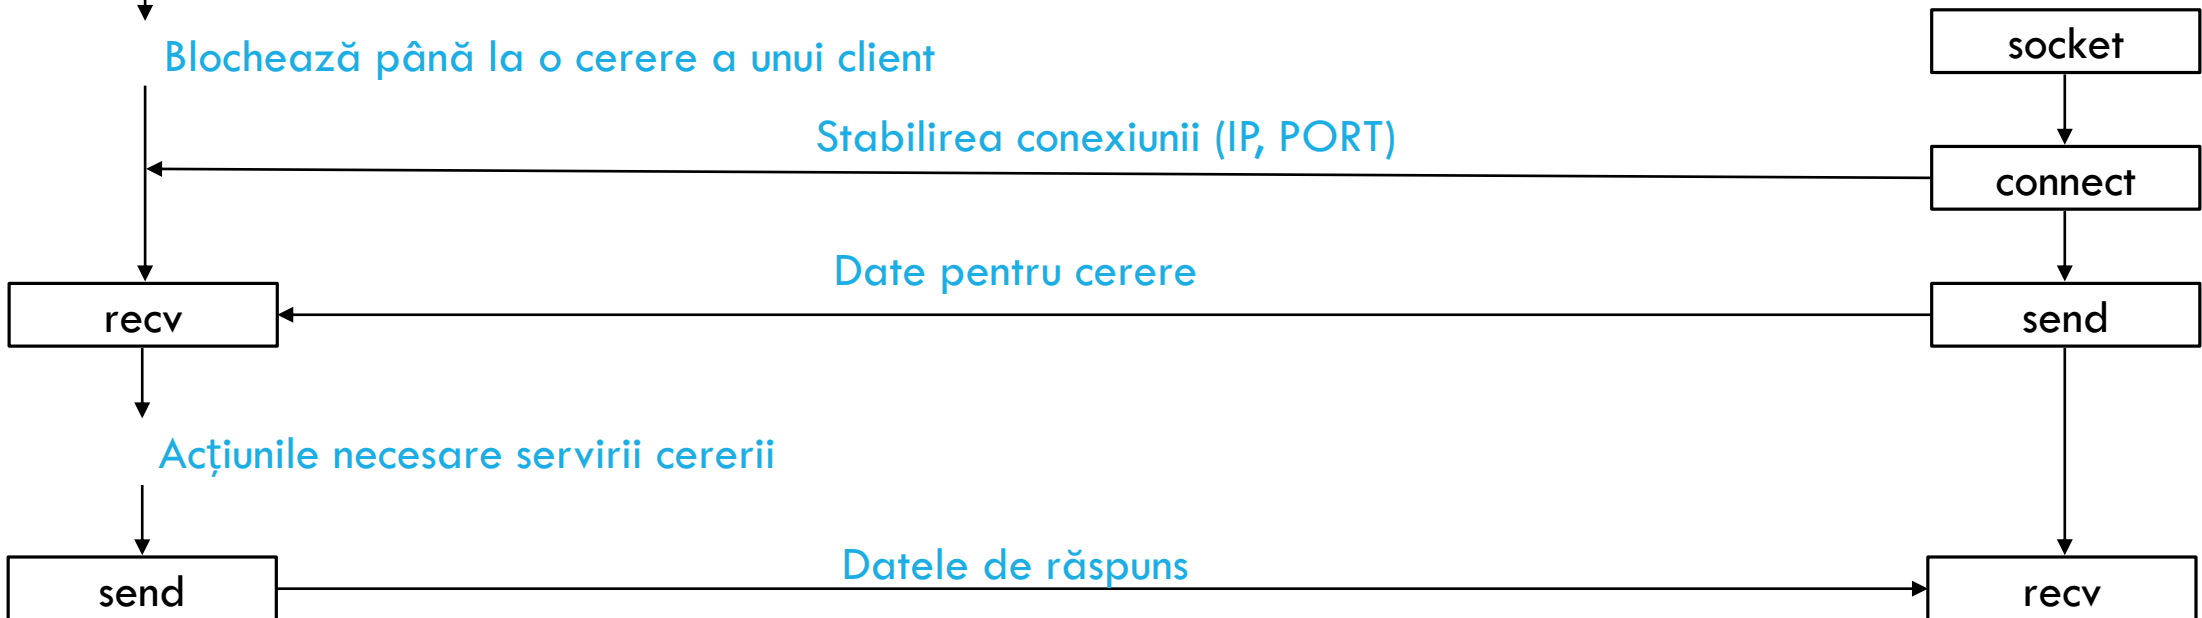 socket
Blochează până la o cerere a unui client
Stabilirea conexiunii (IP, PORT)
connect
Date pentru cerere
recv
send
Acțiunile necesare servirii cererii
Datele de răspuns
send
recv